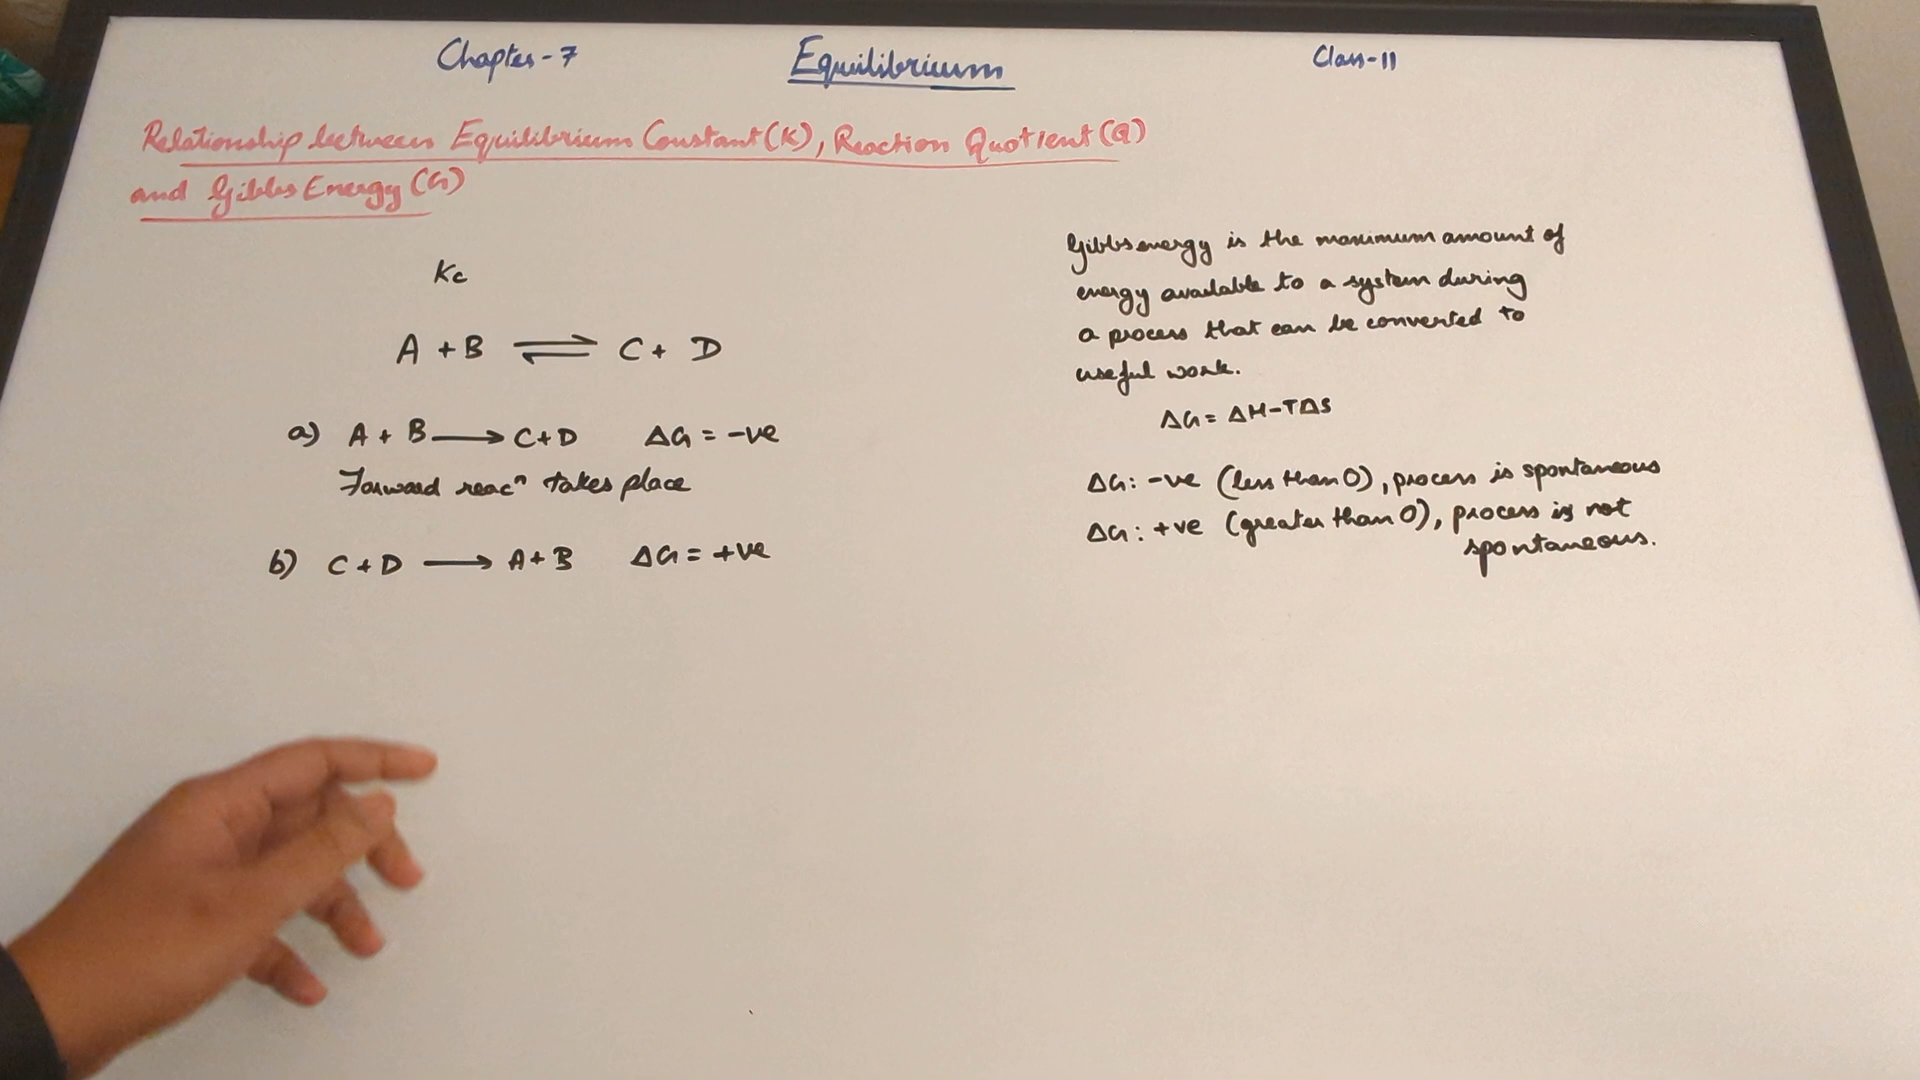 Chapter-7
Equilibrium
Class-11
Relationship between Equilibrium Constant(K), Reaction Quotient(Q)
and Gibbs Energy(G)
Kc
A + B ⇌ C + D
a) A + B ⟶ C+D ΔG = -ve
Forward reacⁿ takes place
b) C + D ⟶ A+B ΔG = +ve
Gibbs energy is the maximum amount of
energy available to a system during
a process that can be converted to
useful work.
ΔG = ΔH-TΔS
ΔG: -ve (less than 0), process is spontaneous
ΔG: +ve (greater than 0), process is not
spontaneous.